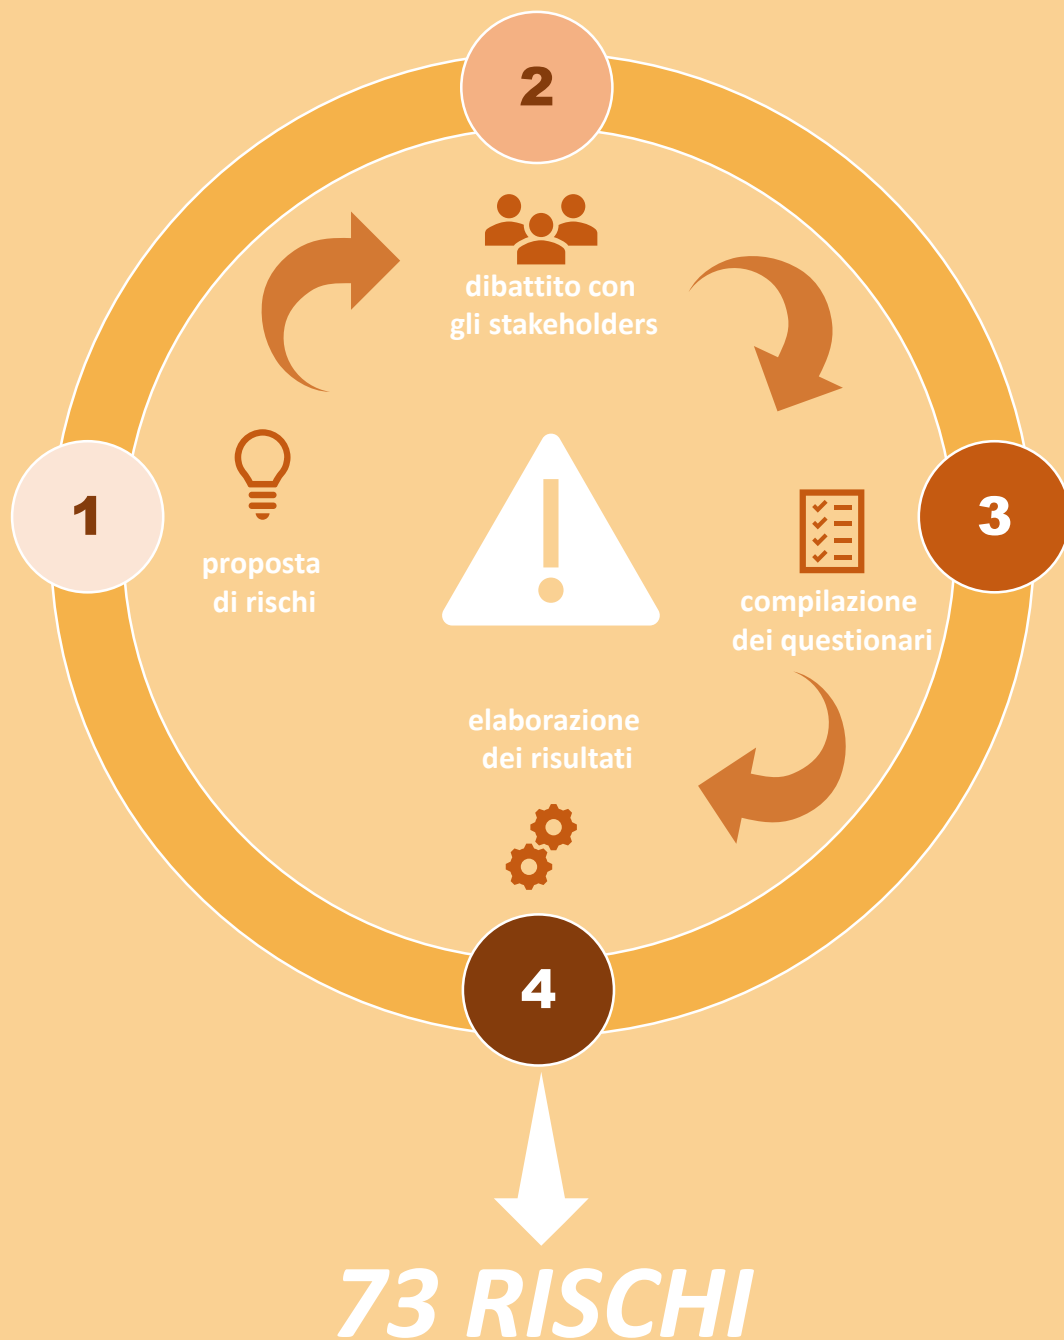 1
proposta
di rischi
2
dibattito con
gli stakeholders
3
compilazione
dei questionari
elaborazione
dei risultati
4
73 RISCHI